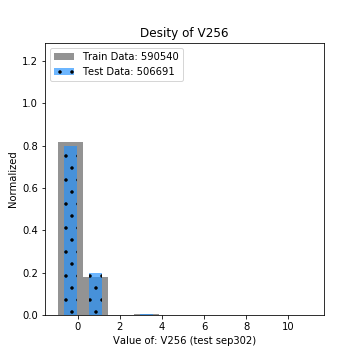 Desity of V256
Train Data: 590540
Test Data: 506691
Normalized
1.2
1.0
0.8
0.6
0.4
0.2
0.0
0 2 4 6 8 10
Value of: V256 (test sep302)